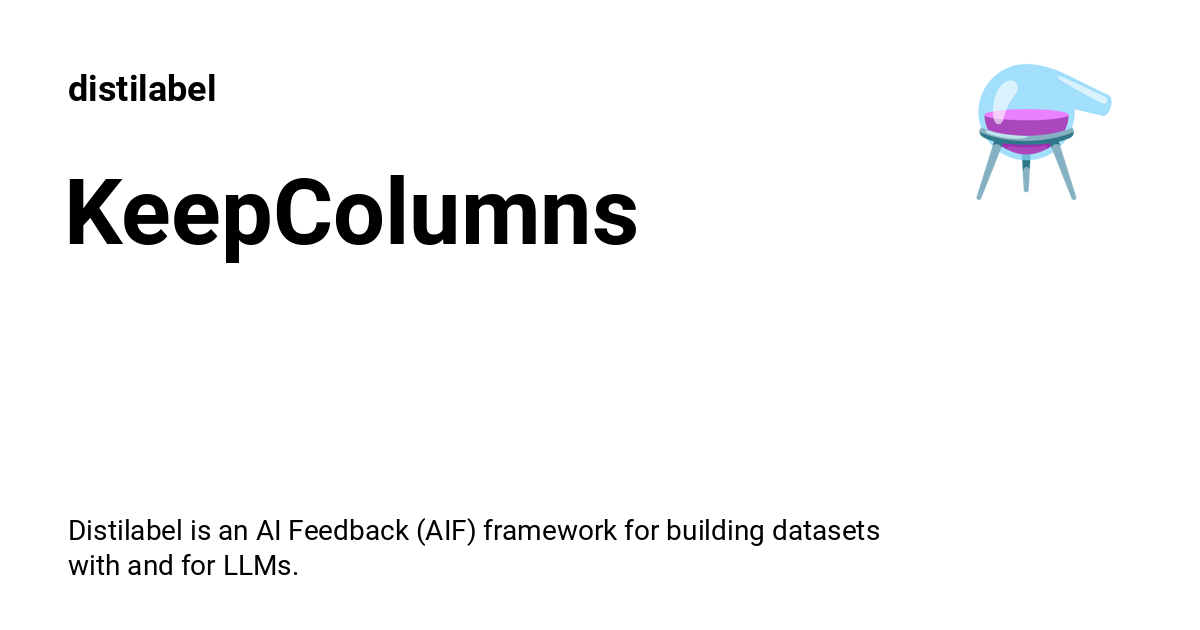 distilabel
KeepColumns
Distilabel is an AI Feedback (AIF) framework for building datasets
with and for LLMs.